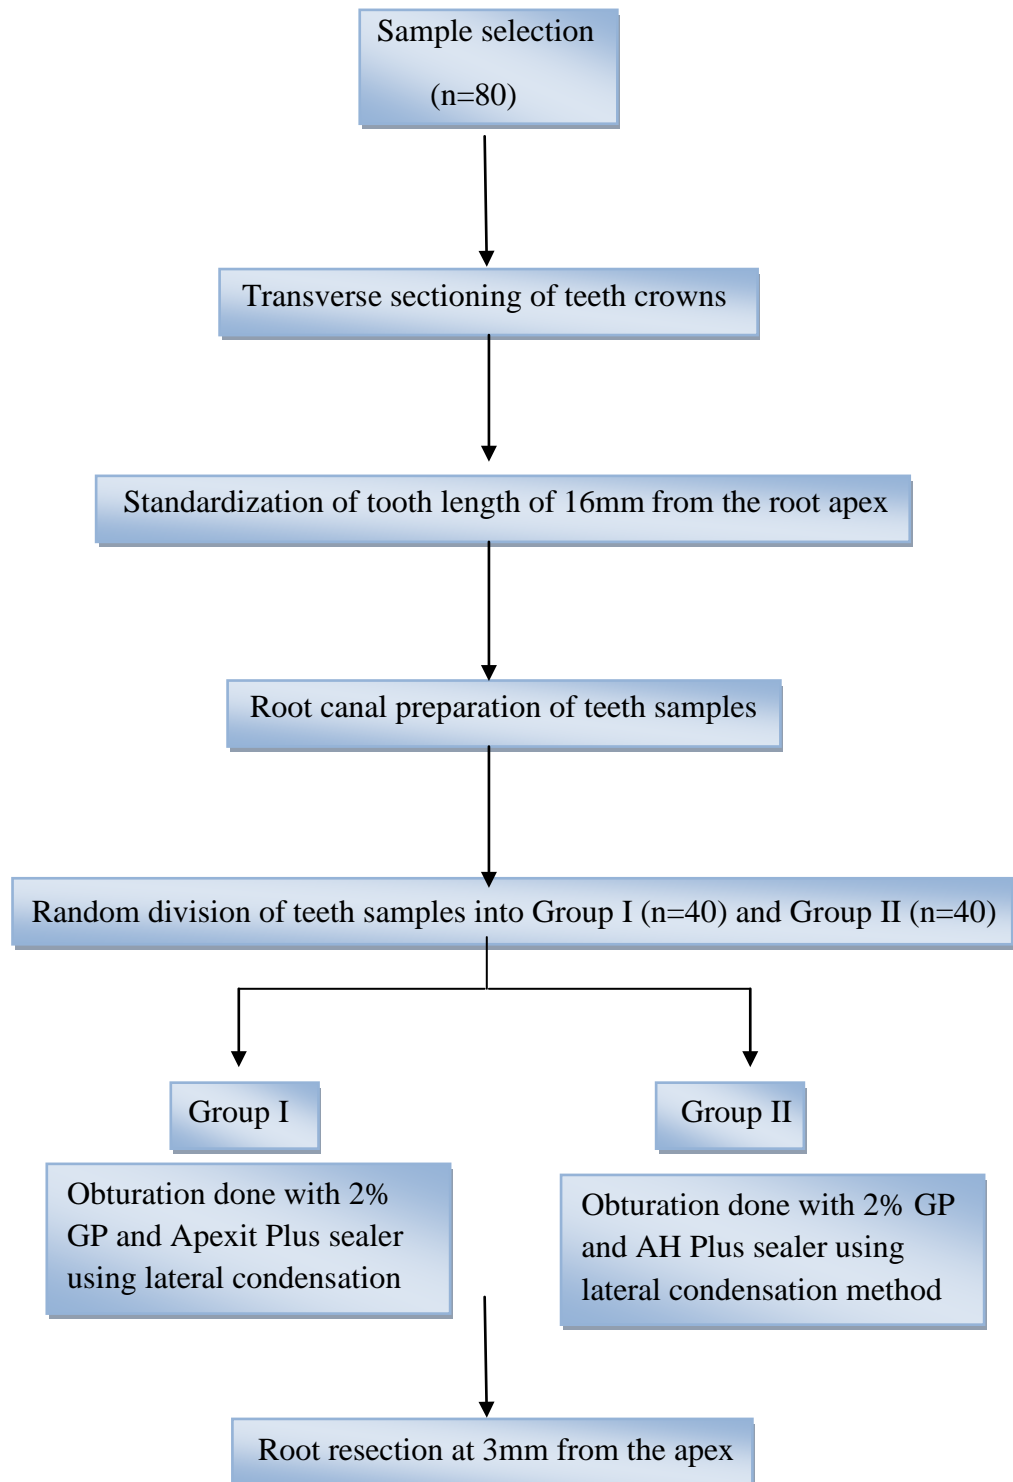 Sample selection
(n=80)
Transverse sectioning of teeth crowns
Standardization of tooth length of 16mm from the root apex
Root canal preparation of teeth samples
Random division of teeth samples into Group I (n=40) and Group II (n=40)
Group I
Obturation done with 2%
GP and Apexit Plus sealer
using lateral condensation
Group II
Obturation done with 2% GP
and AH Plus sealer using
lateral condensation method
Root resection at 3mm from the apex